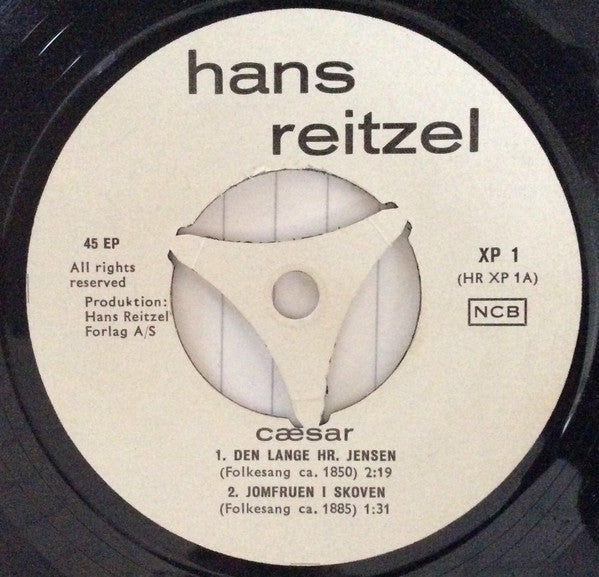 hans
reitzel
45 EP
All rights
reserved
Produktion:
Hans Reitzel
Forlag A/S
XP 1
(HR XP 1A)
NCB
cæsar
1. DEN LANGE HR. JENSEN
(Folkesang ca. 1850) 2:19
2. JOMFRUEN I SKOVEN
(Folkesang ca. 1885) 1:31